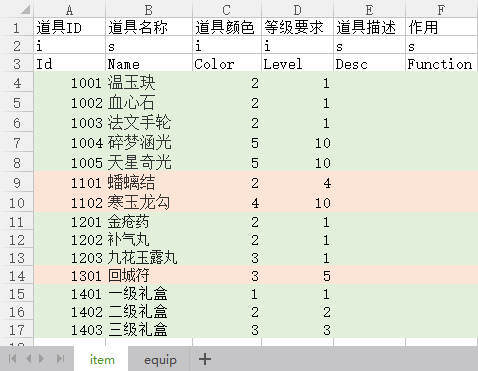 A B C D E F
1 道具ID 道具名称 道具颜色 等级要求 道具描述 作用
2 i s i i s s
3 Id Name Color Level Desc Function
4 1001 温玉玦 2 1
5 1002 血心石 2 1
6 1003 法文手轮 2 1
7 1004 碎梦涵光 5 10
8 1005 天星奇光 5 10
9 1101 蟠螭结 2 4
10 1102 寒玉龙勾 4 10
11 1201 金疮药 2 1
12 1202 补气丸 2 1
13 1203 九花玉露丸 3 1
14 1301 回城符 3 5
15 1401 一级礼盒 1 1
16 1402 二级礼盒 2 2
17 1403 三级礼盒 3 3
item equip +